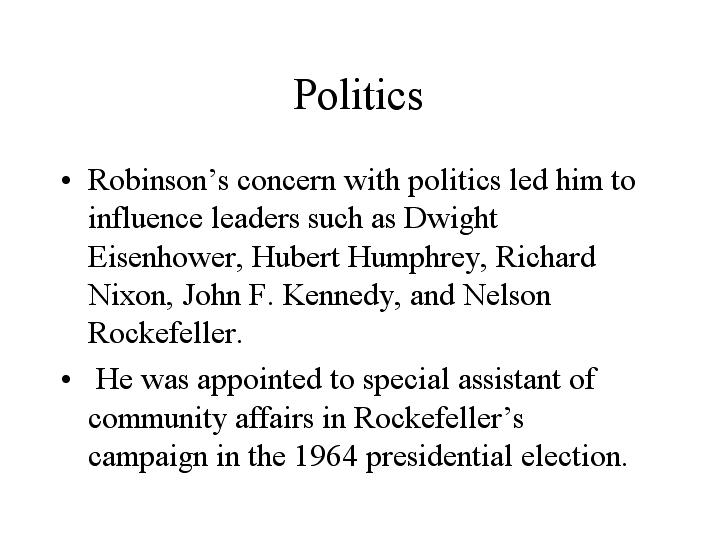 Politics
• Robinson’s concern with politics led him to
influence leaders such as Dwight
Eisenhower, Hubert Humphrey, Richard
Nixon, John F. Kennedy, and Nelson
Rockefeller.
• He was appointed to special assistant of
community affairs in Rockefeller’s
campaign in the 1964 presidential election.